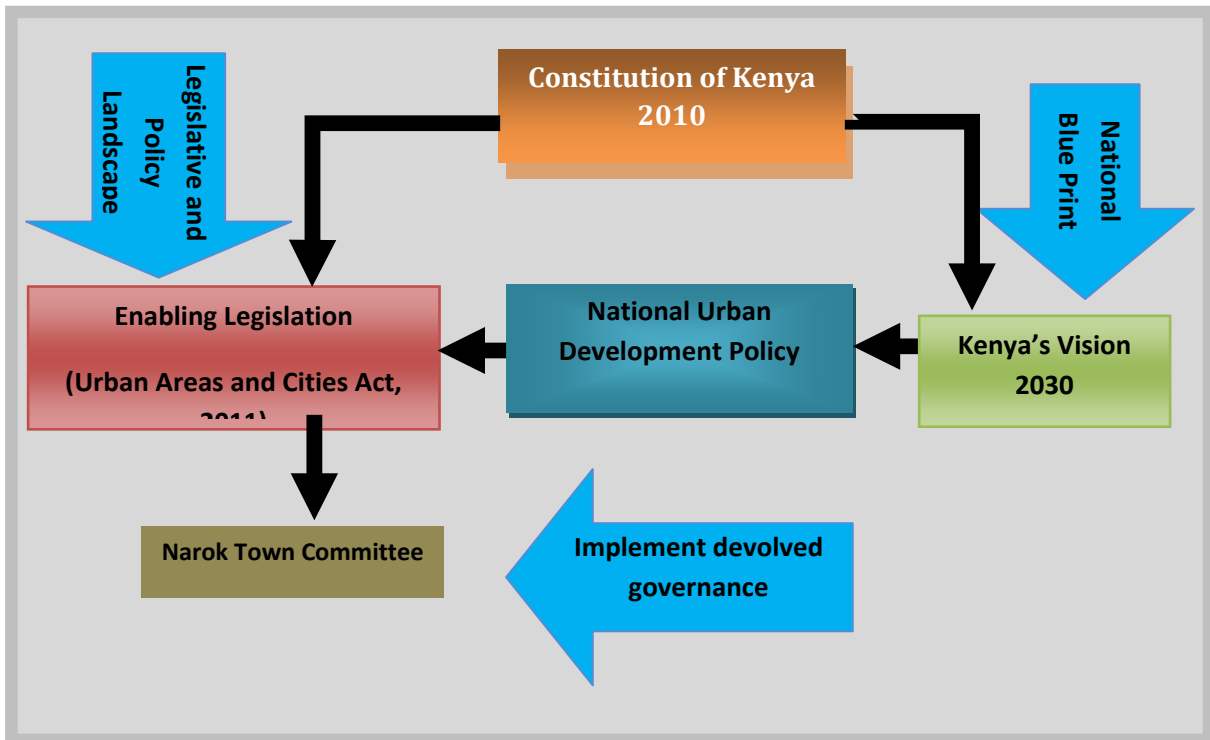 Legislative and
Policy
Landscape
Constitution of Kenya
2010
National
Blue Print
Enabling Legislation
(Urban Areas and Cities Act,
2011)
National Urban
Development Policy
Kenya’s Vision
2030
Narok Town Committee
Implement devolved
governance